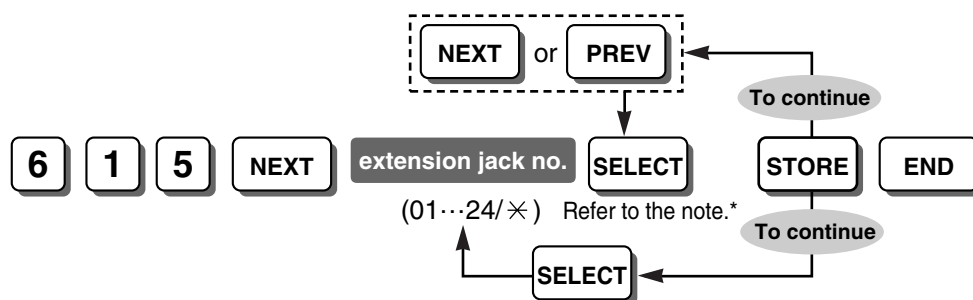 NEXT or PREV
To continue
6 1 5 NEXT extension jack no. SELECT STORE END
(01···24/✳) Refer to the note.*
To continue
SELECT